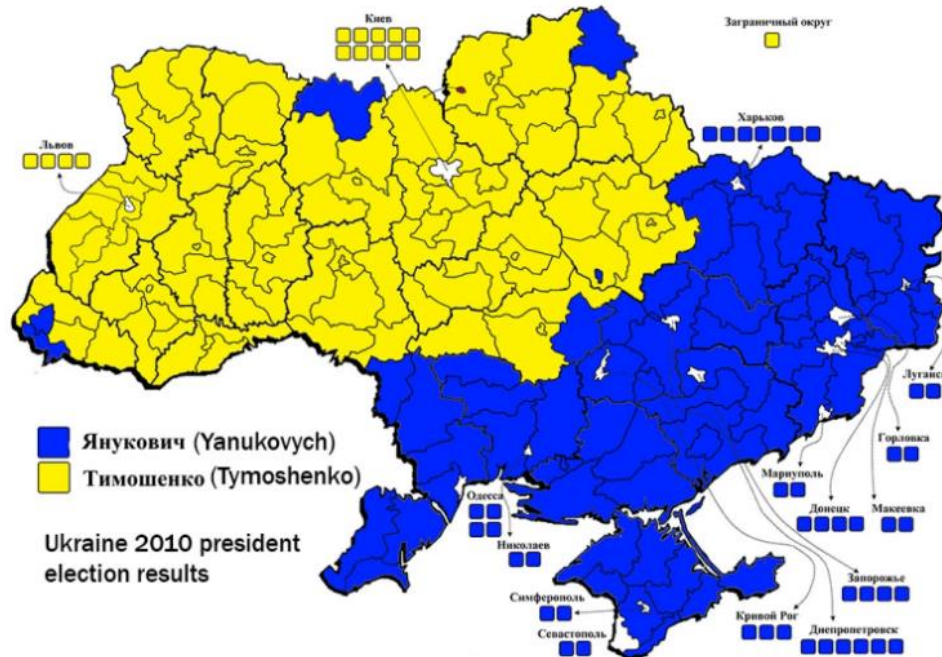 Киев
Заграничный округ
Харьков
Львов
Луганск
Янукович (Yanukovych)
Тимошенко (Tymoshenko)
Горловка
Мариуполь
Одесса
Донецк
Макеевка
Ukraine 2010 president
election results
Николаев
Запорожье
Симферополь
Кривой Рог
Севастополь
Днепропетровск